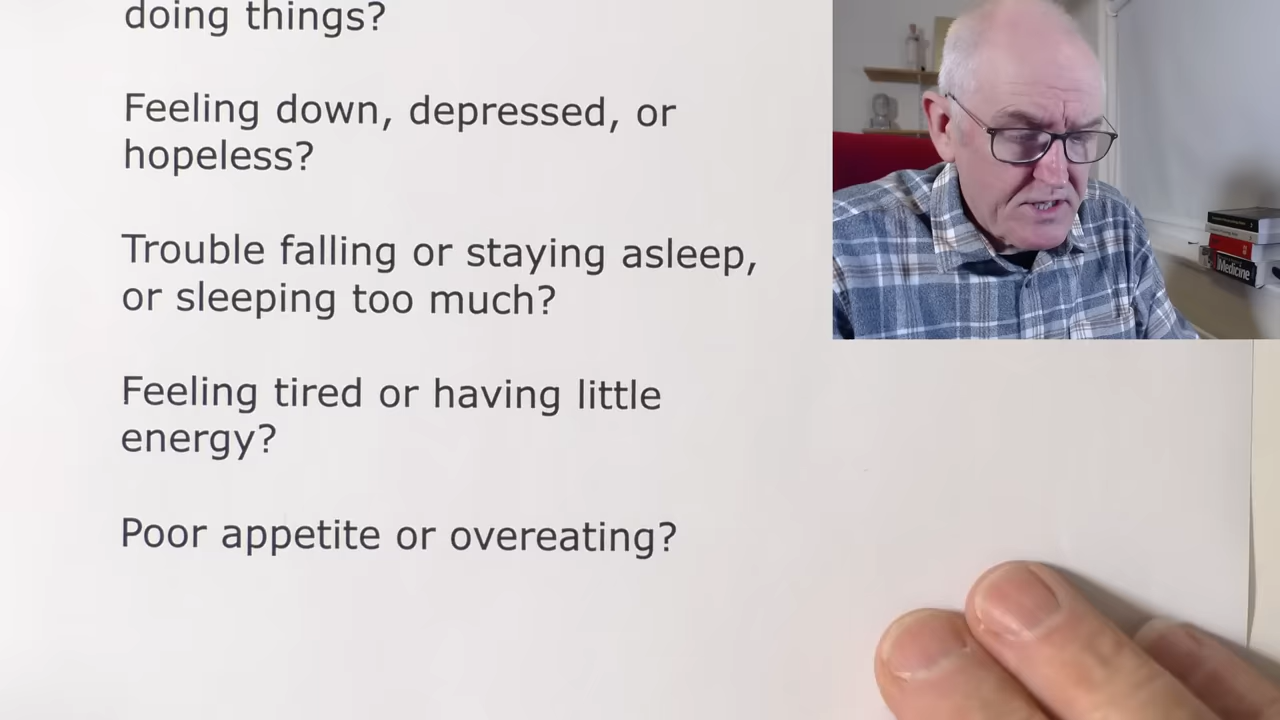 doing things?
Feeling down, depressed, or
hopeless?
Trouble falling or staying asleep,
or sleeping too much?
Feeling tired or having little
energy?
Poor appetite or overeating?
Medicine